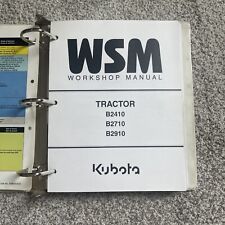 WSM
WORKSHOP MANUAL
TRACTOR
B2410
B2710
B2910
Kubota